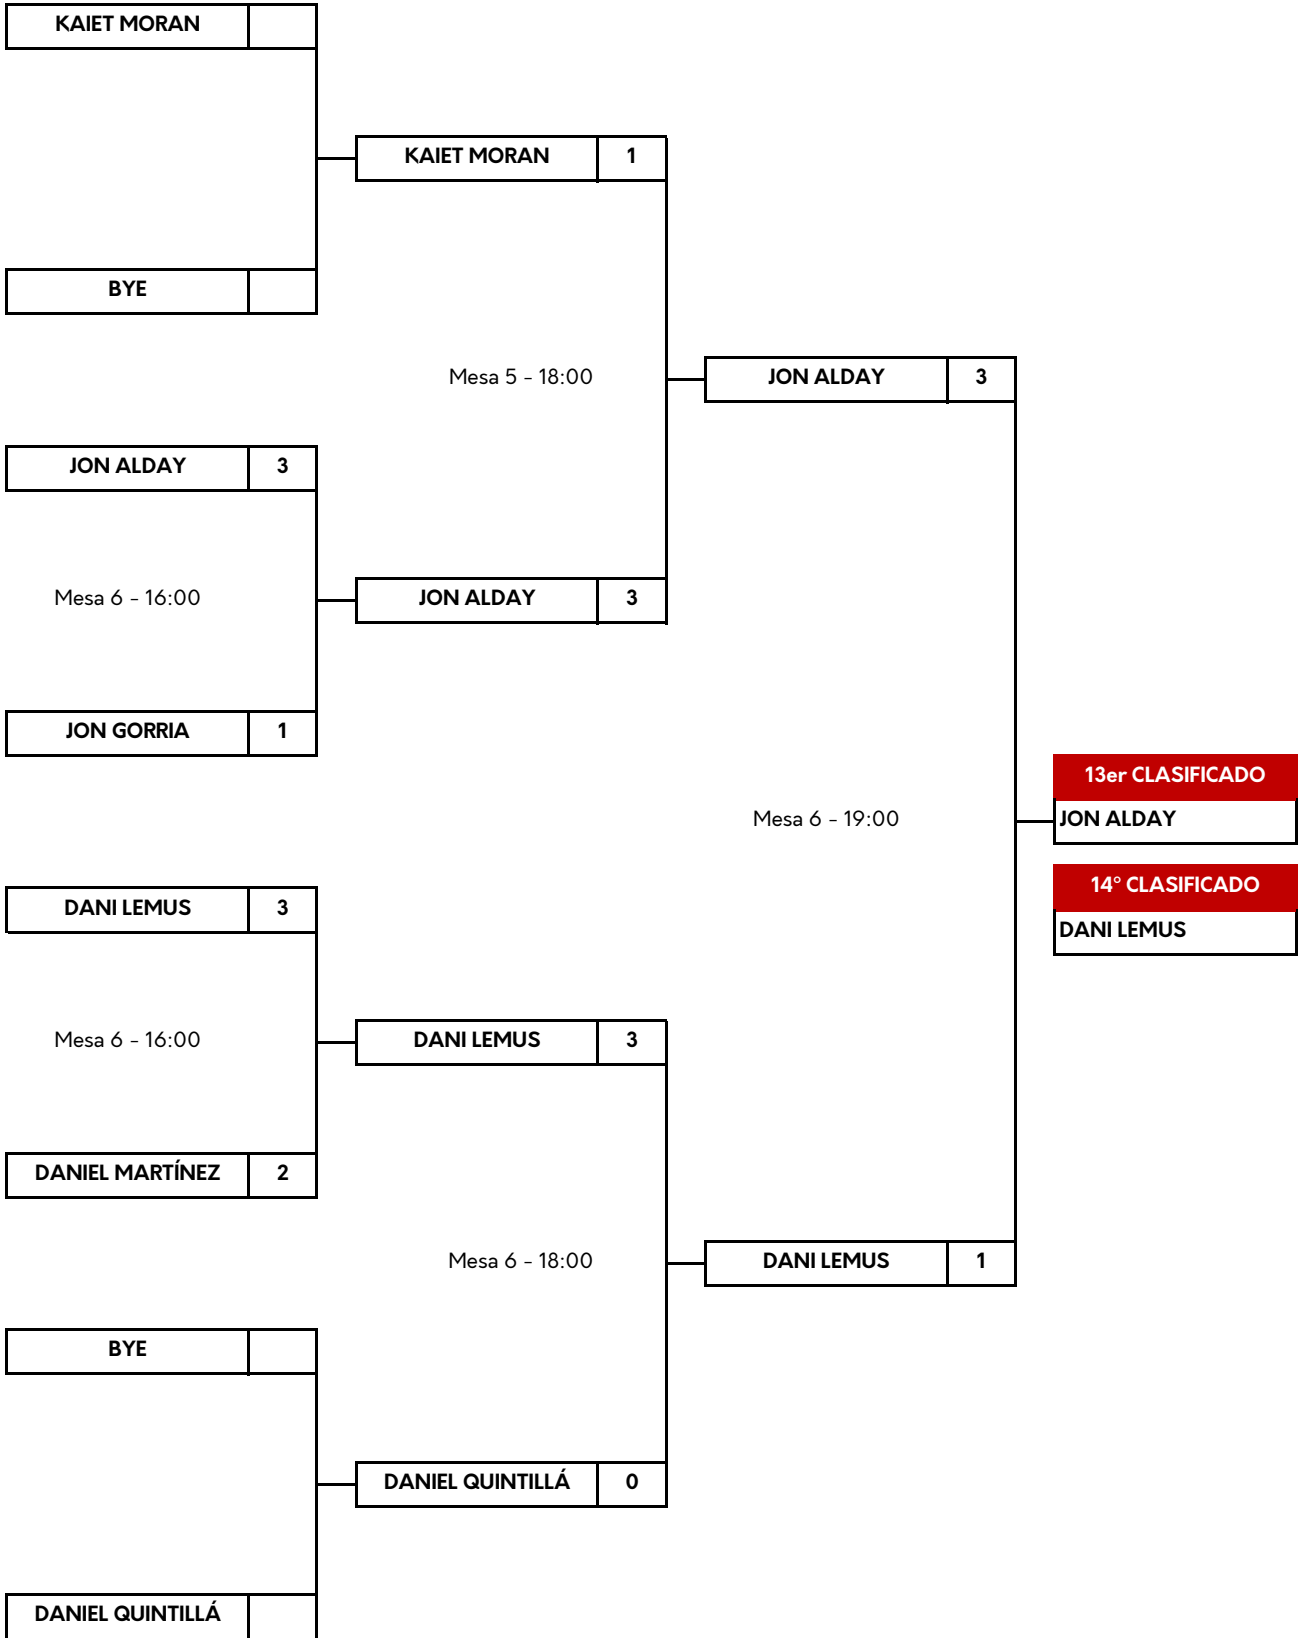 KAIET MORAN
KAIET MORAN 1
BYE
Mesa 5 - 18:00
JON ALDAY 3
JON ALDAY 3
Mesa 6 - 16:00
JON ALDAY 3
JON GORRIA 1
13er CLASIFICADO
Mesa 6 - 19:00
JON ALDAY
14º CLASIFICADO
DANI LEMUS 3
DANI LEMUS
Mesa 6 - 16:00
DANI LEMUS 3
DANIEL MARTÍNEZ 2
Mesa 6 - 18:00
DANI LEMUS 1
BYE
DANIEL QUINTILLÁ 0
DANIEL QUINTILLÁ